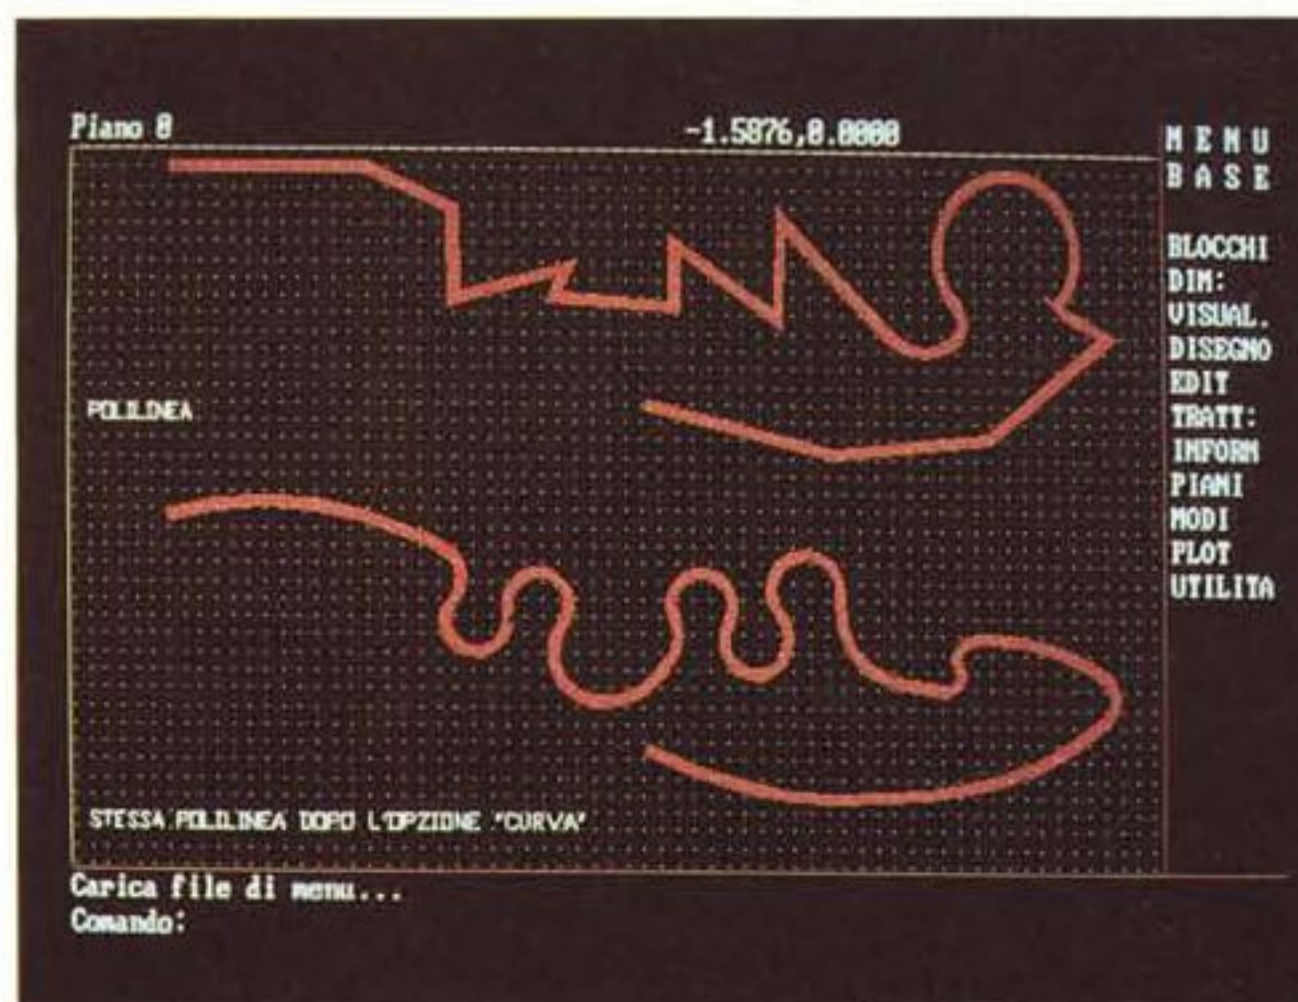 Piano 0
-1.5876,0.0000
M E N U
B A S E
BLOCCHI
DIM:
VISUAL.
DISEGNO
EDIT
TRATT:
INFORM
PIANI
MODI
PLOT
UTILITA
POLILINEA
STESSA POLILINEA DOPO L'OPZIONE "CURVA"
Carica file di menu...
Comando: